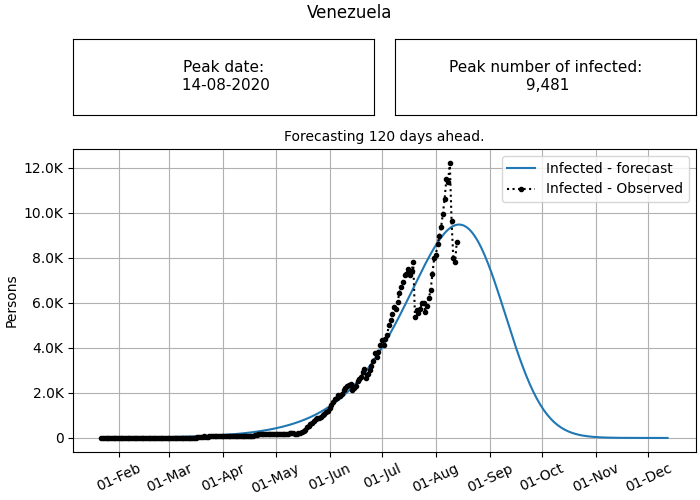 Venezuela
Peak date:
14-08-2020
Peak number of infected:
9,481
Forecasting 120 days ahead.
Infected - forecast
Infected - Observed
Persons
12.0K
10.0K
8.0K
6.0K
4.0K
2.0K
0
01-Feb
01-Mar
01-Apr
01-May
01-Jun
01-Jul
01-Aug
01-Sep
01-Oct
01-Nov
01-Dec